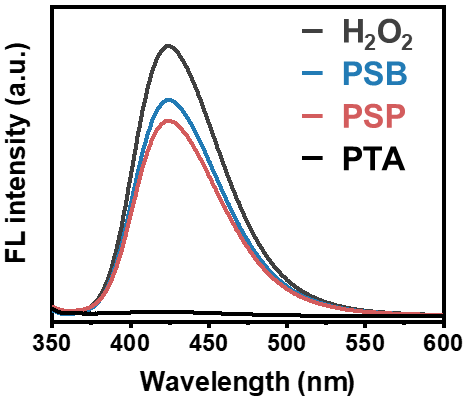 FL intensity (a.u.)
H₂O₂
PSB
PSP
PTA
350 400 450 500 550 600
Wavelength (nm)